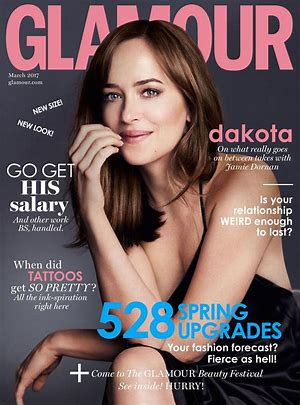 GLAMOUR
March 2017
glamour.com
NEW SIZE!
NEW LOOK!
dakota
On what really goes
on between takes with
Jamie Dornan
GO GET
HIS
salary
And other work
BS, handled.
Is your
relationship
WEIRD enough
to last?
When did
TATTOOS
get SO PRETTY?
All the ink-spiration
right here
528 SPRING
UPGRADES
Your fashion forecast?
Fierce as hell!
+ Come to The GLAMOUR Beauty Festival
See inside! HURRY!